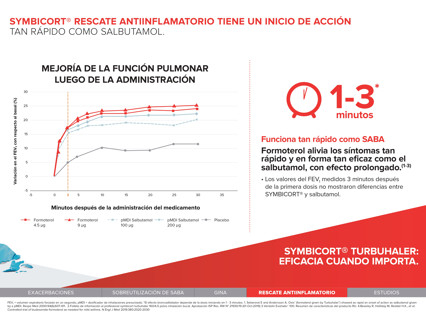 SYMBICORT® RESCATE ANTIINFLAMATORIO TIENE UN INICIO DE ACCIÓN
TAN RÁPIDO COMO SALBUTAMOL.
MEJORÍA DE LA FUNCIÓN PULMONAR
LUEGO DE LA ADMINISTRACIÓN
Variación en el FEV₁ con respecto al basal (%)
30
25
20
15
10
5
0
-5
-5
0
5
10
15
20
25
30
35
Minutos después de la administración del medicamento
Formoterol
4.5 μg
Formoterol
9 μg
pMDI Salbutamol
100 μg
pMDI Salbutamol
200 μg
Placebo
1-3*
minutos
Funciona tan rápido como SABA
Formoterol alivia los síntomas tan
rápido y en forma tan eficaz como el
salbutamol, con efecto prolongado.(1-3)
• Los valores del FEV₁ medidos 3 minutos después
de la primera dosis no mostraron diferencias entre
SYMBICORT® y salbutamol.
SYMBICORT® TURBUHALER:
EFICACIA CUANDO IMPORTA.
EXACERBACIONES
SOBREUTILIZACIÓN DE SABA
GINA
RESCATE ANTIINFLAMATORIO
ESTUDIOS